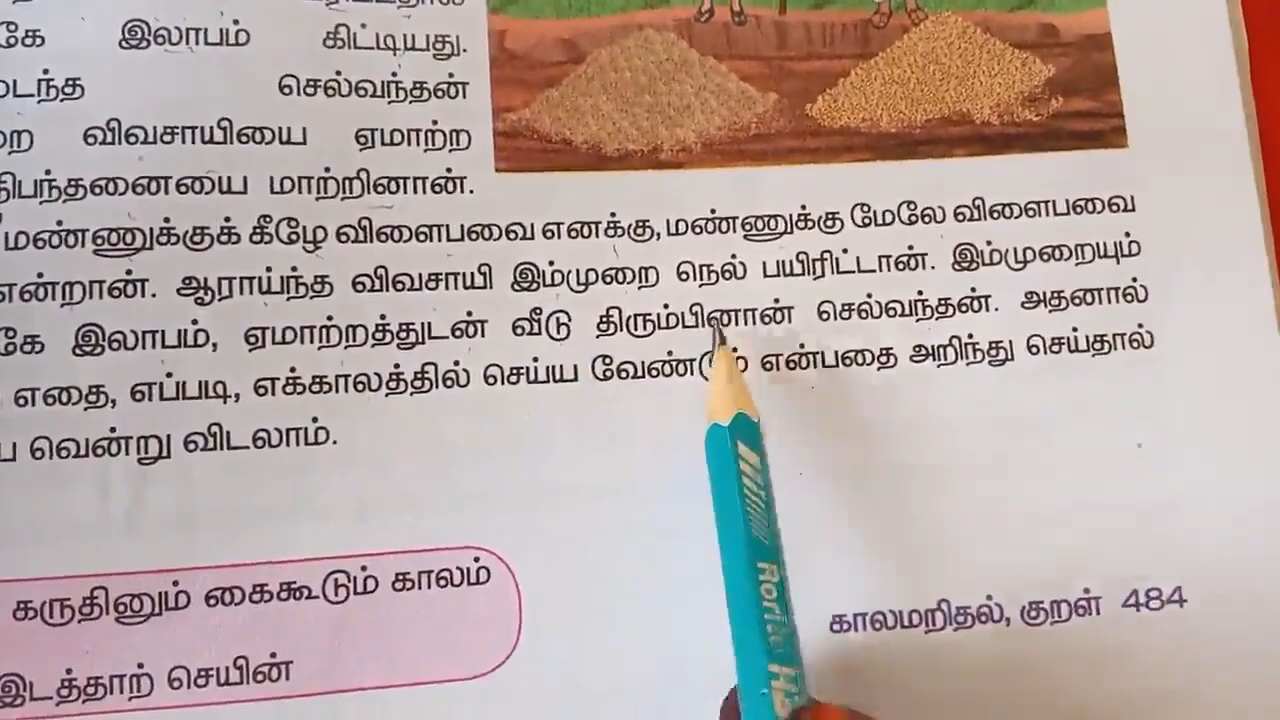 இலாபம் கிட்டியது.
செல்வந்தன்
விவசாயியை ஏமாற்ற
நிபந்தனையை மாற்றினான்.
மண்ணுக்குக் கீழே விளைபவை எனக்கு, மண்ணுக்கு மேலே விளைபவை
என்றான். ஆராய்ந்த விவசாயி இம்முறை நெல் பயிரிட்டான். இம்முறையும்
இலாபம், ஏமாற்றத்துடன் வீடு திரும்பினான் செல்வந்தன். அதனால்
எதை, எப்படி, எக்காலத்தில் செய்ய வேண்டும் என்பதை அறிந்து செய்தால்
வென்று விடலாம்.
கருதினும் கைகூடும் காலம்
இடத்தாற் செயின்
காலமறிதல், குறள் 484